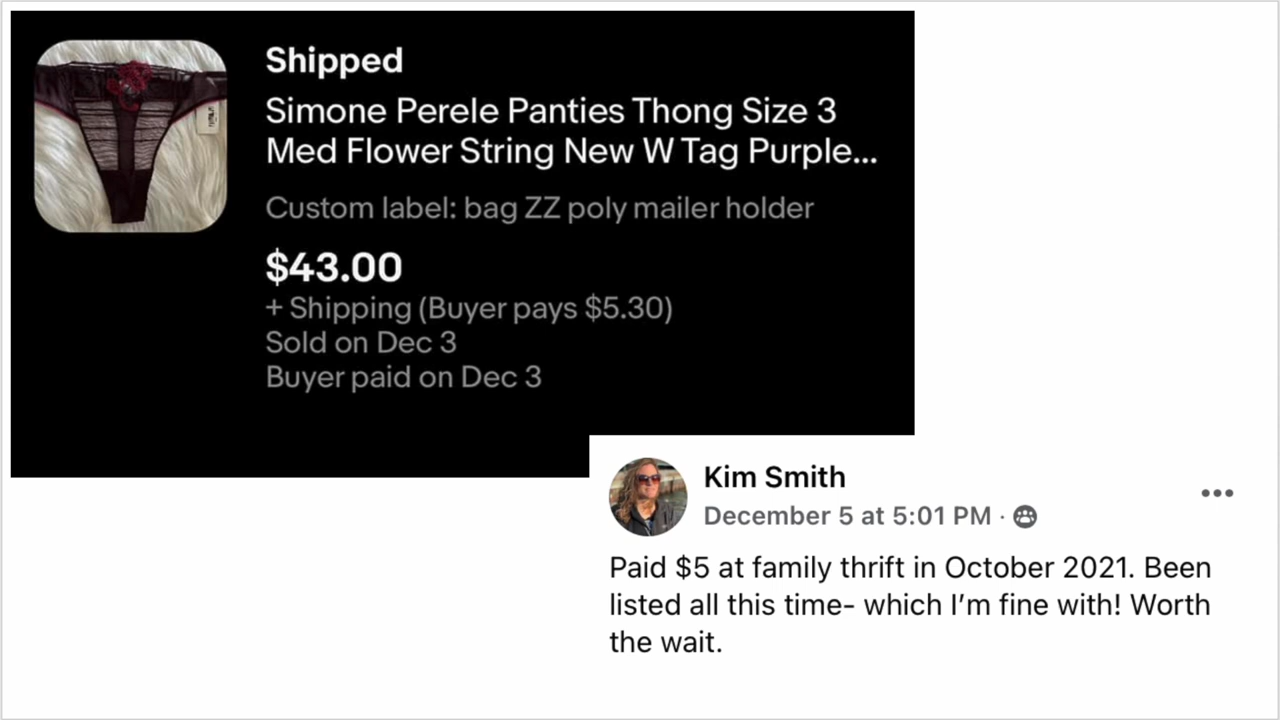 Shipped
Simone Perele Panties Thong Size 3
Med Flower String New W Tag Purple...
Custom label: bag ZZ poly mailer holder
$43.00
+ Shipping (Buyer pays $5.30)
Sold on Dec 3
Buyer paid on Dec 3
Kim Smith
December 5 at 5:01 PM ·
Paid $5 at family thrift in October 2021. Been
listed all this time- which I’m fine with! Worth
the wait.